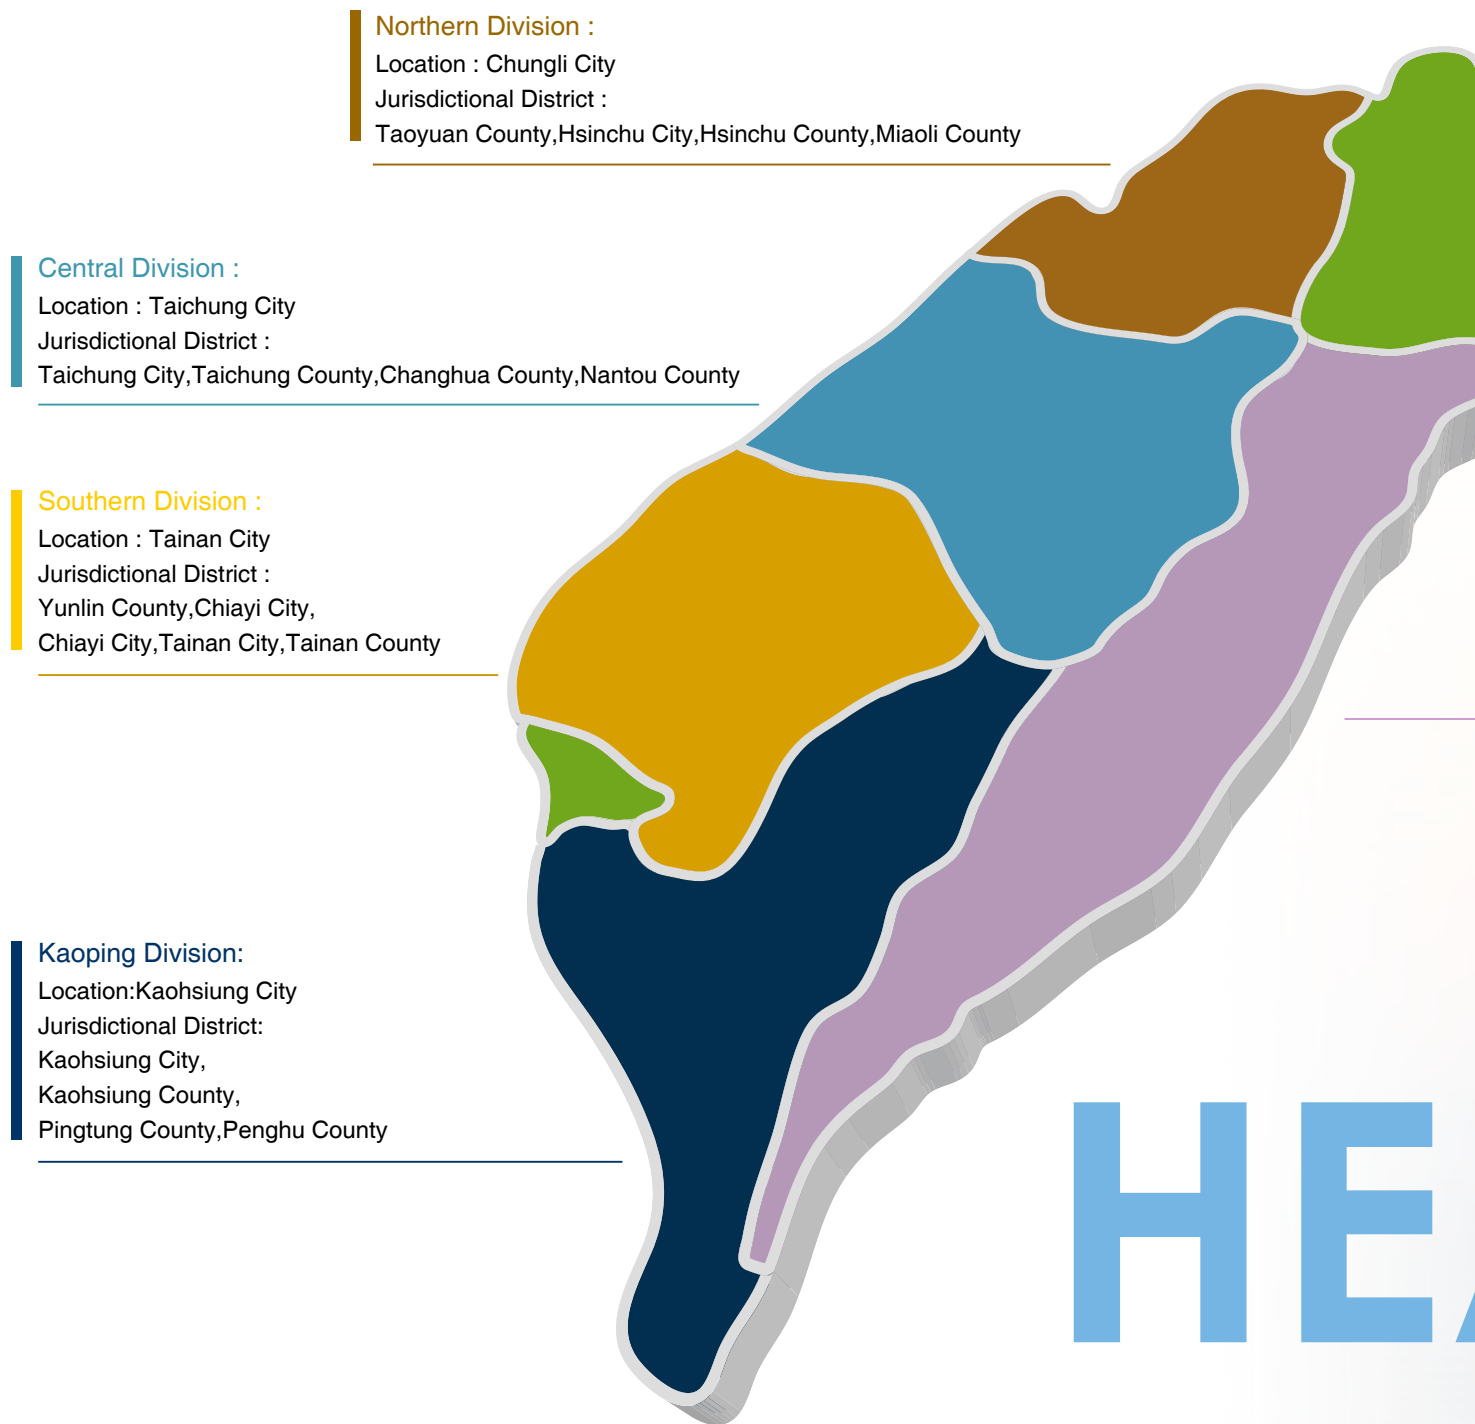 Northern Division :
Location : Chungli City
Jurisdictional District :
Taoyuan County,Hsinchu City,Hsinchu County,Miaoli County
Central Division :
Location : Taichung City
Jurisdictional District :
Taichung City,Taichung County,Changhua County,Nantou County
Southern Division :
Location : Tainan City
Jurisdictional District :
Yunlin County,Chiayi City,
Chiayi City,Tainan City,Tainan County
Kaoping Division:
Location:Kaohsiung City
Jurisdictional District:
Kaohsiung City,
Kaohsiung County,
Pingtung County,Penghu County
HE